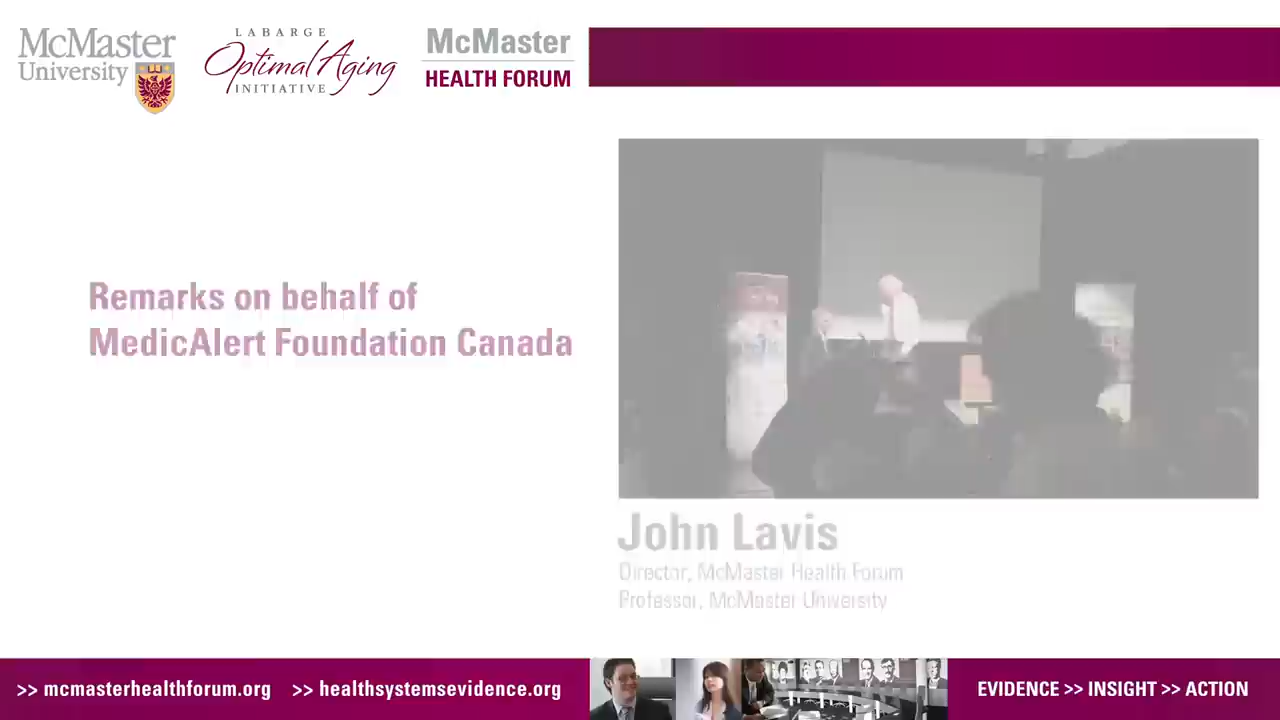 McMaster
University
LABARGE
Optimal Aging
INITIATIVE
McMaster
HEALTH FORUM
Remarks on behalf of
MedicAlert Foundation Canada
John Lavis
Director, McMaster Health Forum
Professor, McMaster University
>> mcmasterhealthforum.org >> healthsystemsevidence.org
EVIDENCE >> INSIGHT >> ACTION